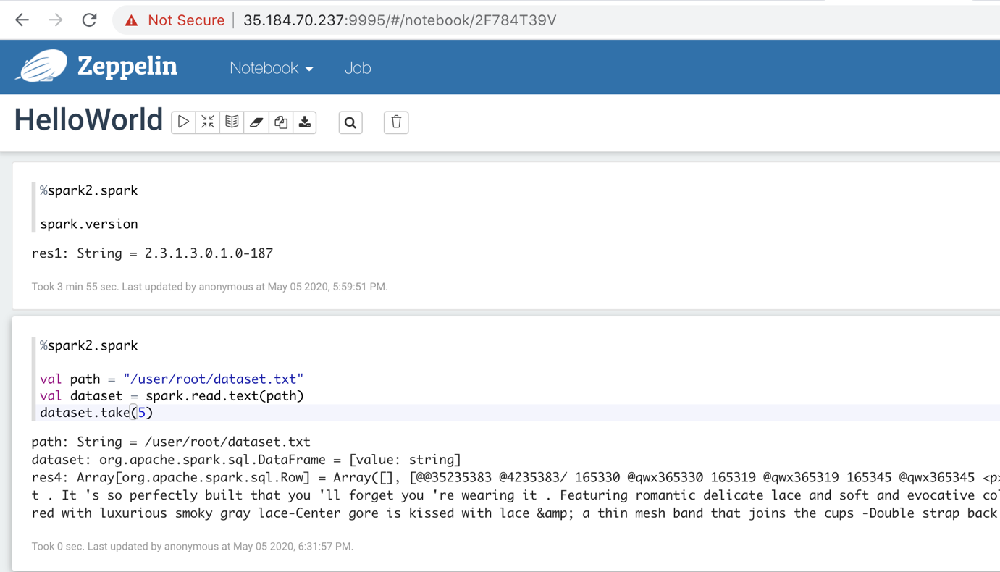 Not Secure | 35.184.70.237:9995/#/notebook/2F784T39V
Zeppelin Notebook Job
HelloWorld
%spark2.spark
spark.version
res1: String = 2.3.1.3.0.1.0-187
Took 3 min 55 sec. Last updated by anonymous at May 05 2020, 5:59:51 PM.
%spark2.spark
val path = "/user/root/dataset.txt"
val dataset = spark.read.text(path)
dataset.take(5)
path: String = /user/root/dataset.txt
dataset: org.apache.spark.sql.DataFrame = [value: string]
res4: Array[org.apache.spark.sql.Row] = Array([], [@@35235383 @4235383/ 165330 @qwx365330 165319 @qwx365319 165345 @qwx365345 <p>
t . It 's so perfectly built that you 'll forget you 're wearing it . Featuring romantic delicate lace and soft and evocative co
red with luxurious smoky gray lace-Center gore is kissed with lace &amp; a thin mesh band that joins the cups -Double strap back
Took 0 sec. Last updated by anonymous at May 05 2020, 6:31:57 PM.